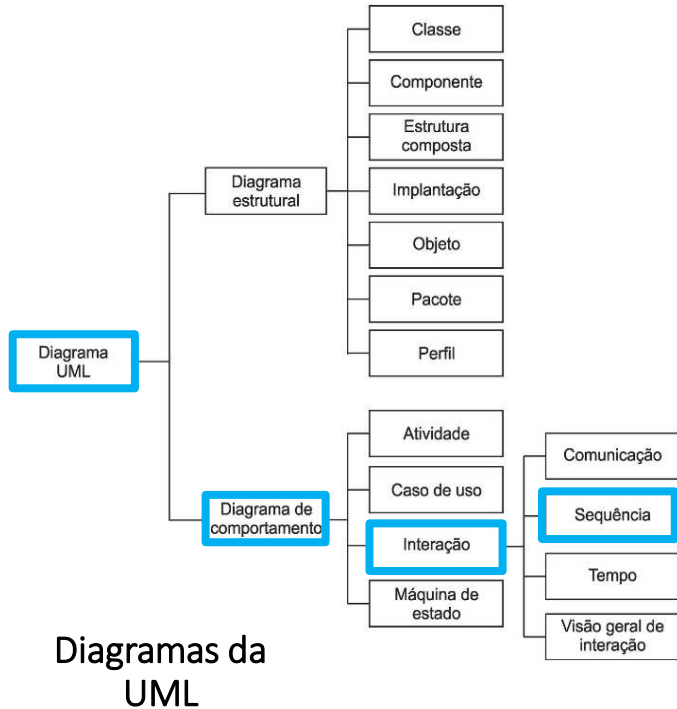 Classe
Componente
Estrutura
composta
Diagrama
estrutural
Implantação
Objeto
Pacote
Perfil
Diagrama
UML
Atividade
Caso de uso
Diagrama de
comportamento
Interação
Máquina de
estado
Comunicação
Sequência
Tempo
Visão geral de
interação
Diagramas da
UML